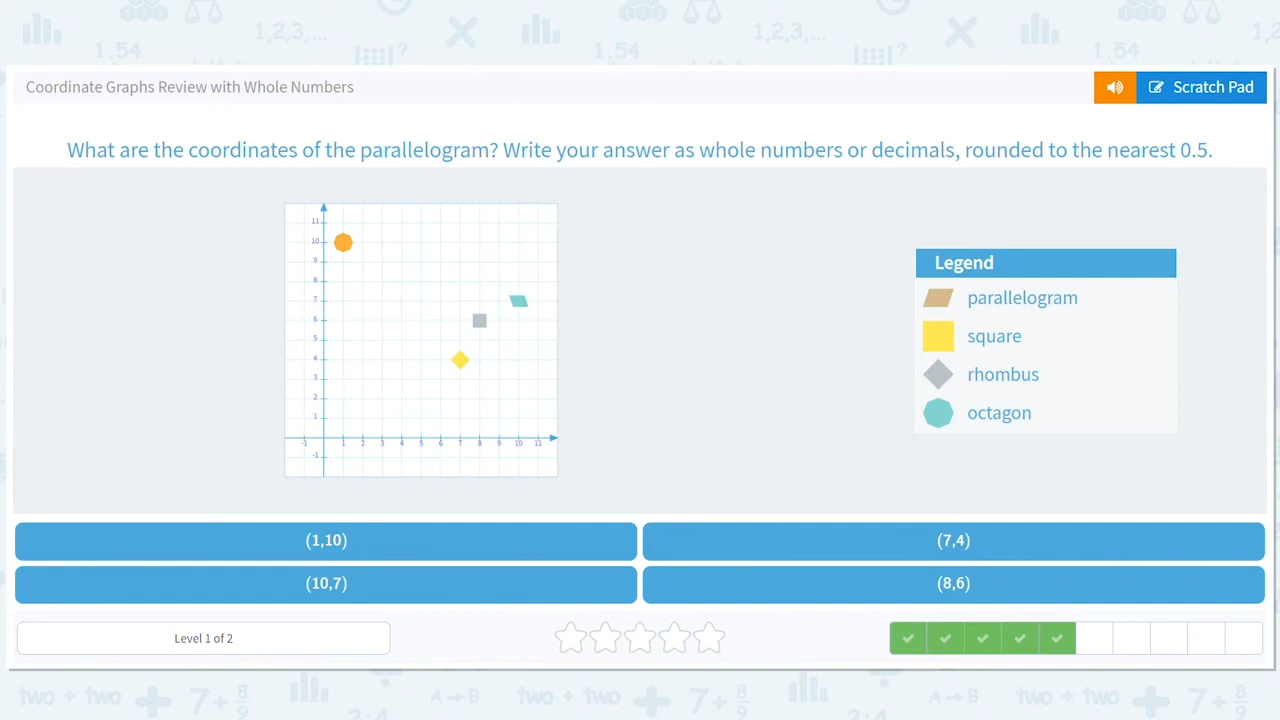 Coordinate Graphs Review with Whole Numbers
Scratch Pad
What are the coordinates of the parallelogram? Write your answer as whole numbers or decimals, rounded to the nearest 0.5.
11
10
9
8
7
6
5
4
3
2
1
-1 1 2 3 4 5 6 7 8 9 10 11
-1
Legend
parallelogram
square
rhombus
octagon
(1,10)
(7,4)
(10,7)
(8,6)
Level 1 of 2